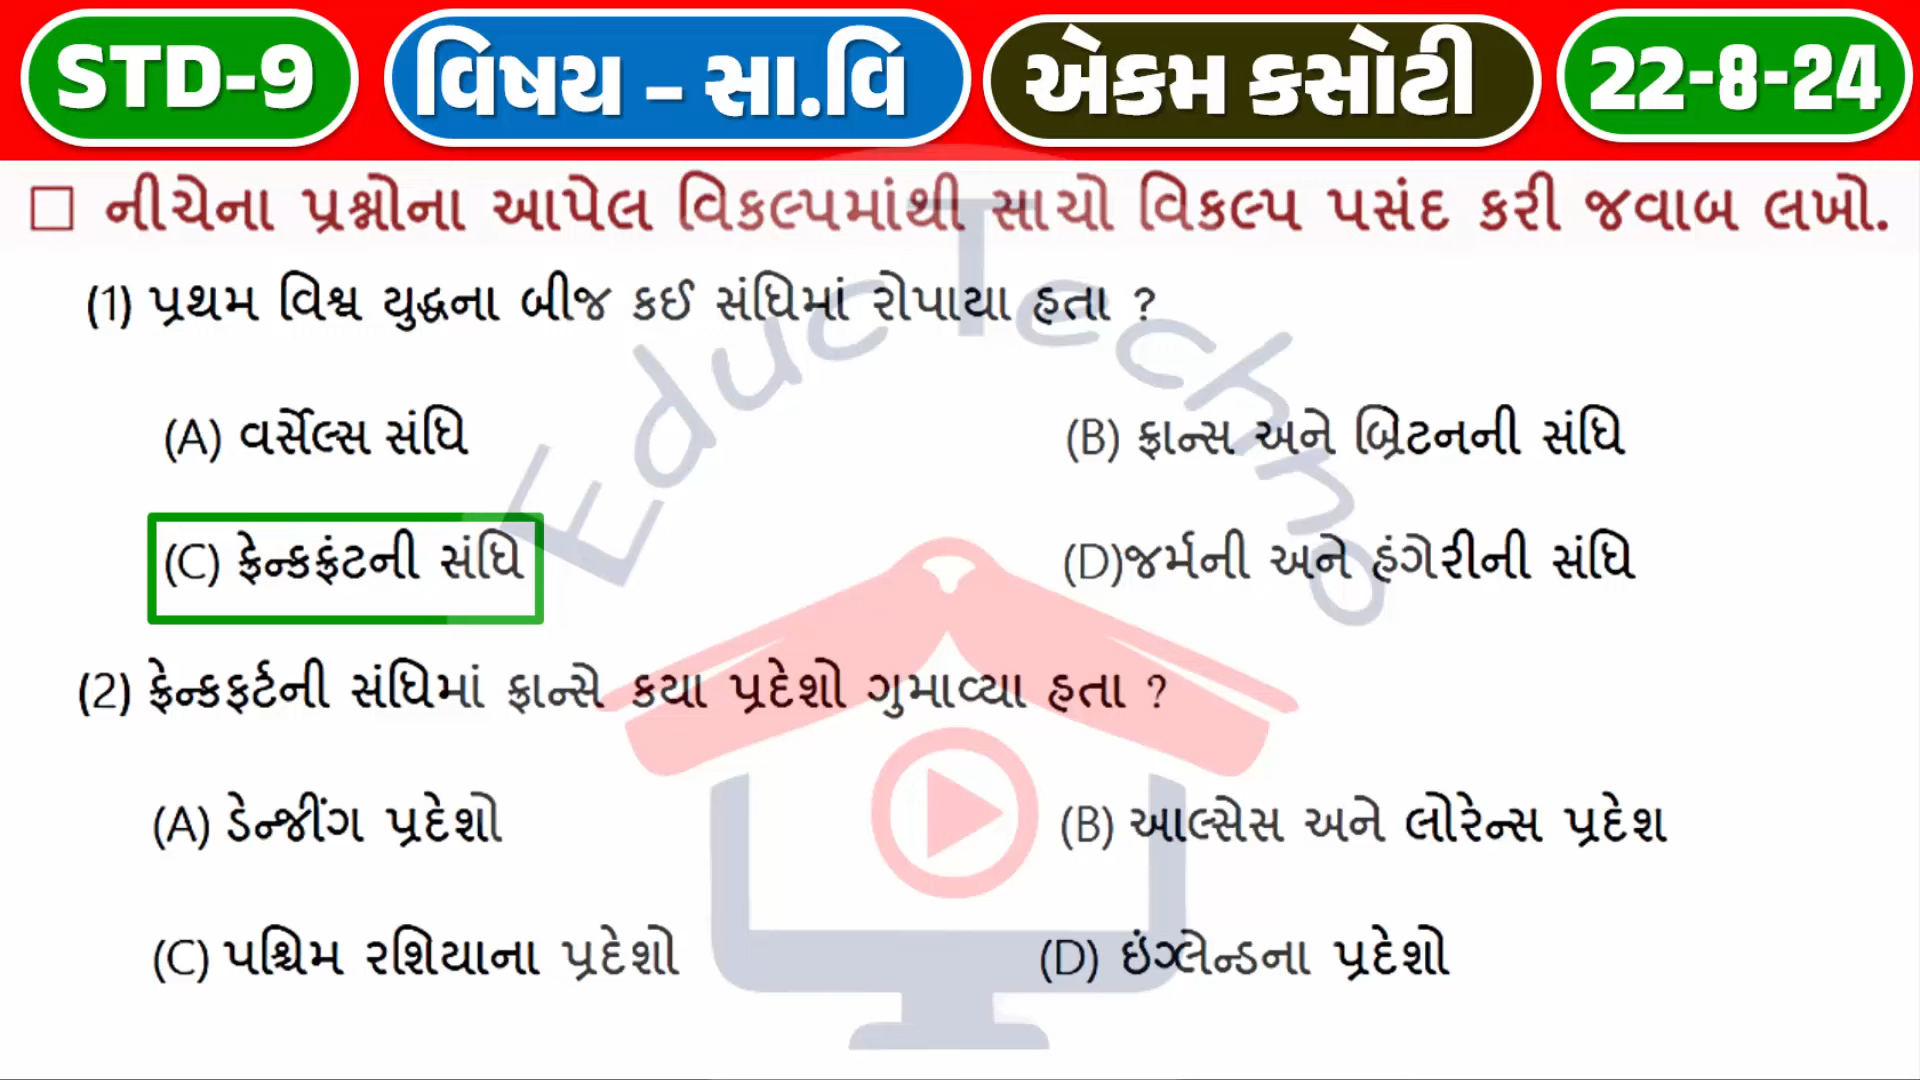 STD-9 વિષય – સા.વિ એકમ કસોટી 22-8-24
□ નીચેના પ્રશ્નોના આપેલ વિકલ્પમાંથી સાચો વિકલ્પ પસંદ કરી જવાબ લખો.
(1) પ્રથમ વિશ્વ યુદ્ધના બીજ કઈ સંધિમાં રોપાયા હતા ?
(A) વર્સેલ્સ સંધિ (B) ફ્રાન્સ અને બ્રિટનની સંધિ
(C) ફ્રેન્કફ્રંટની સંધિ (D)જર્મની અને હંગેરીની સંધિ
(2) ફ્રેન્કફર્ટની સંધિમાં ફ્રાન્સે કયા પ્રદેશો ગુમાવ્યા હતા ?
(A) ડેન્જીંગ પ્રદેશો (B) આલ્સેસ અને લોરેન્સ પ્રદેશ
(C) પશ્ચિમ રશિયાના પ્રદેશો (D) ઇંગ્લેન્ડના પ્રદેશો
EducTechno